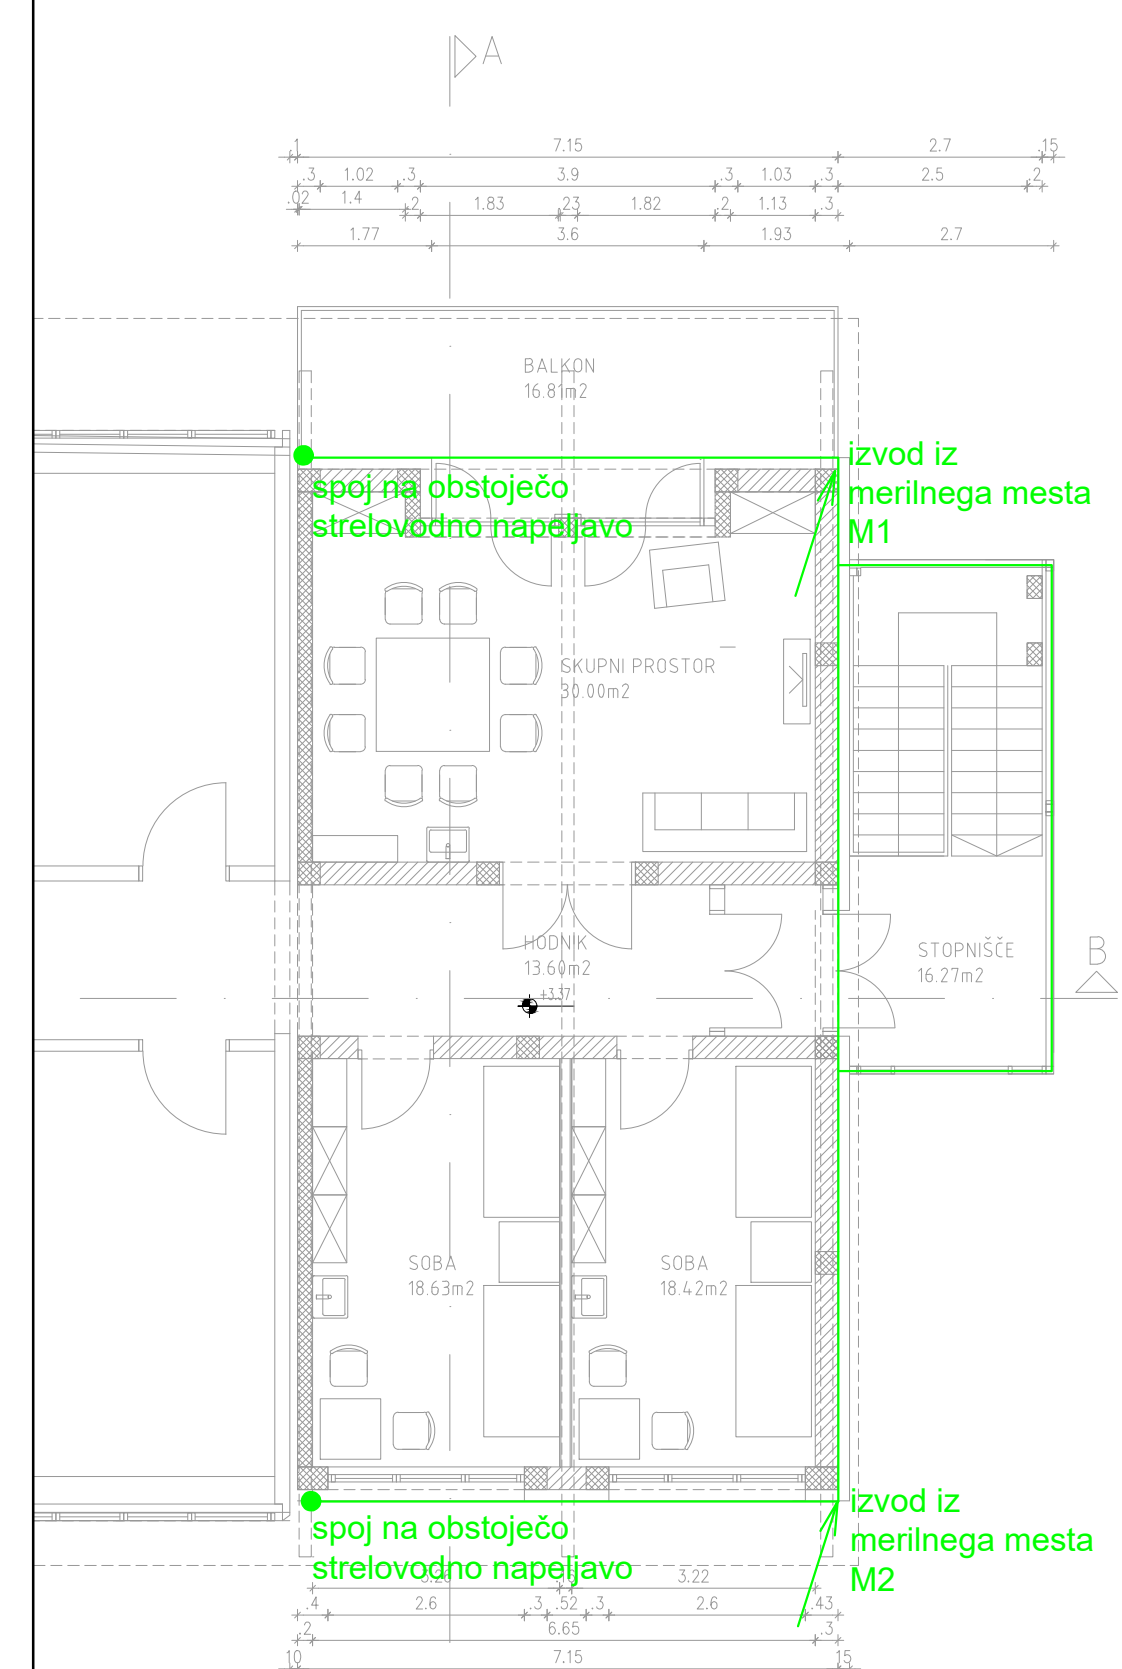 A
.1 7.15 2.7 .15
.3 1.02 .3 3.9 .3 1.03 .3 2.5 .2
.02 1.4 .2 1.83 .23 1.82 .2 1.13 .3
1.77 3.6 1.93 2.7
BALKON
16.81m2
izvod iz
merilnega mesta
M1
spoj na obstoječo
strelovodno napeljavo
SKUPNI PROSTOR
30.00m2
HODNIK
13.60m2
+3.37
STOPNIŠČE
16.27m2
B
SOBA
18.63m2
SOBA
18.42m2
izvod iz
merilnega mesta
M2
spoj na obstoječo
strelovodno napeljavo
3.22
.4 2.6 .3 .52 .3 2.6 .43
.2 6.65 .3
10 7.15 15